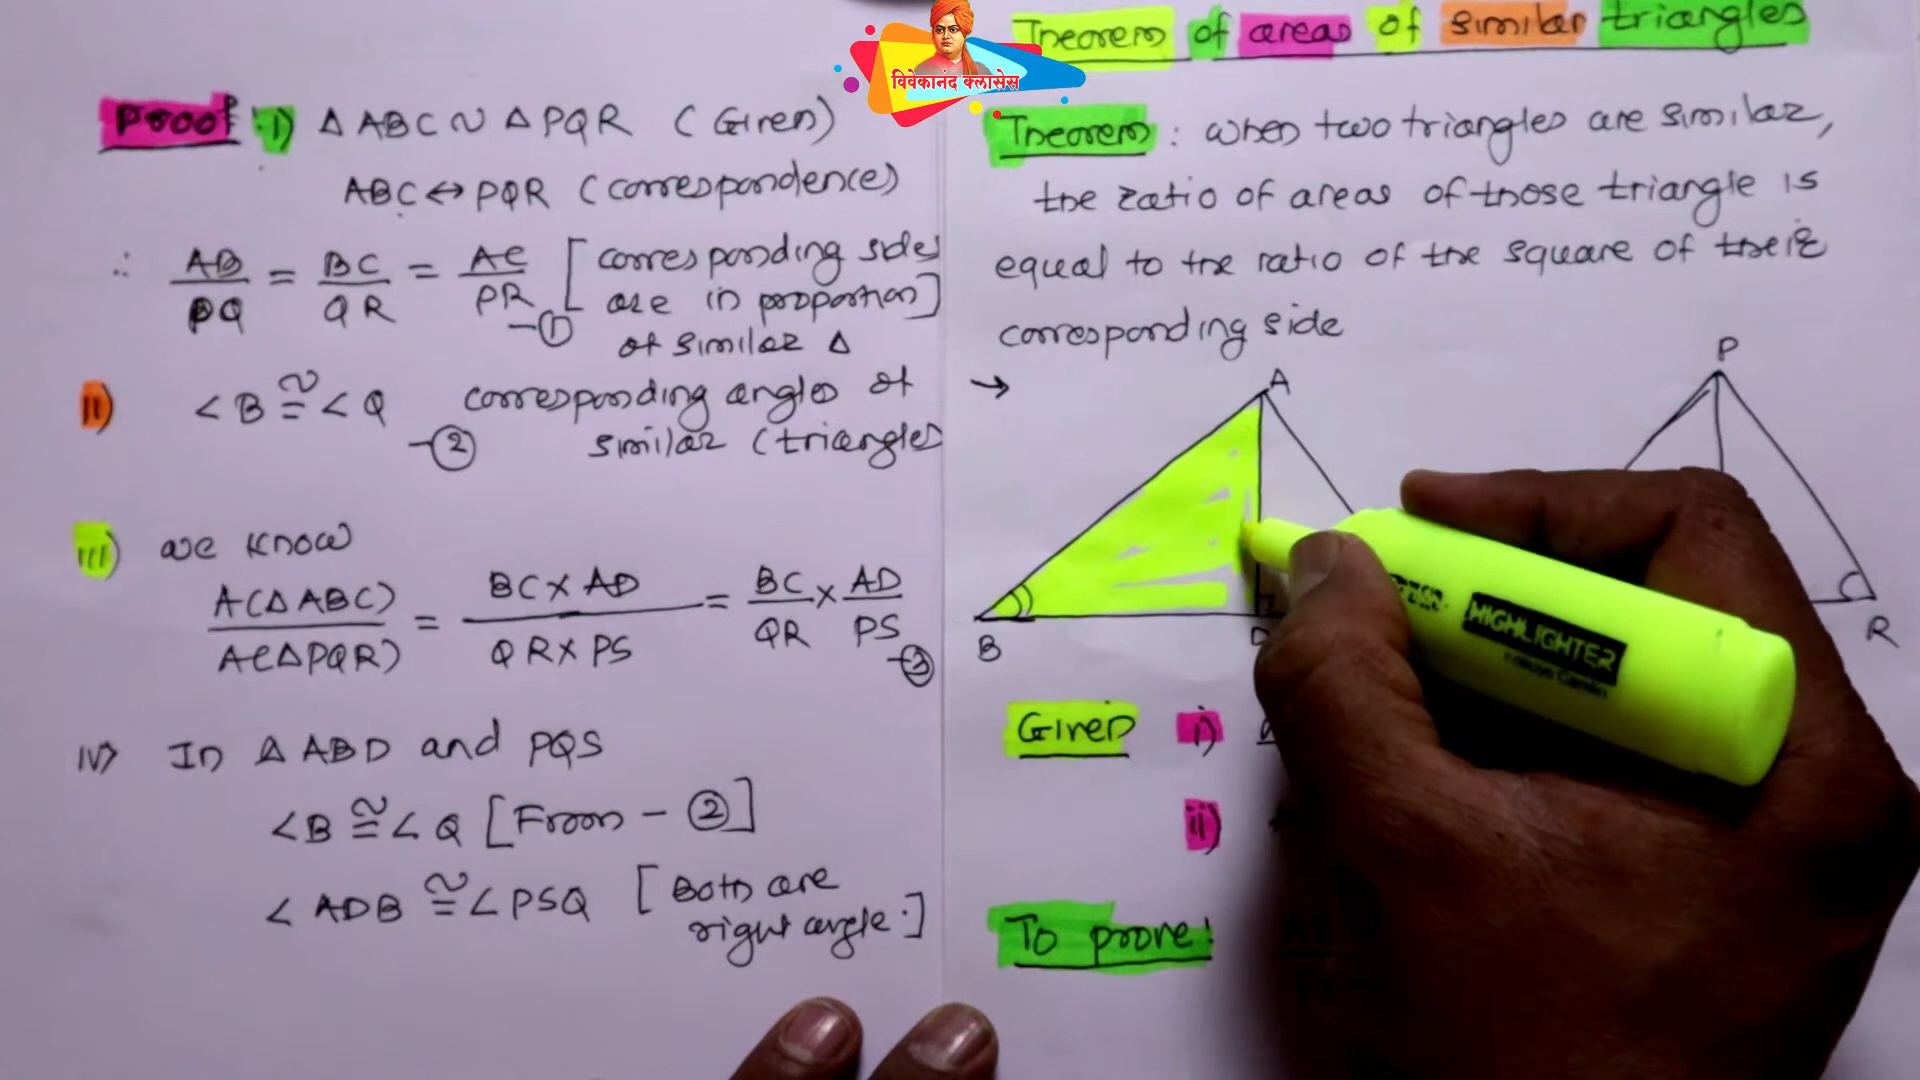 विवेकानंद क्लासेस
Theorem of areas of similar triangles
Proof i) Δ ABC ~ Δ PQR (Given)
ABC ↔ PQR (correspondence)
∴ AB/PQ = BC/QR = AC/PR -① [corresponding sides
are in proportion]
of similar Δ
ii) <B ≅ <Q -② corresponding angles of
similar (triangles
iii) we know
A(ΔABC)/A(ΔPQR) = BC×AD/QR×PS = BC/QR × AD/PS -③
iv) In Δ ABD and PQS
<B ≅ <Q [From - ②]
<ADB ≅ <PSQ [Both are
right angle.]
Theorem : when two triangles are similar,
the ratio of areas of those triangle is
equal to the ratio of the square of their
corresponding side
→
A
B
D
P
R
HIGHLIGHTER
Kokuyo Camlin
Given i)
ii)
To prove: